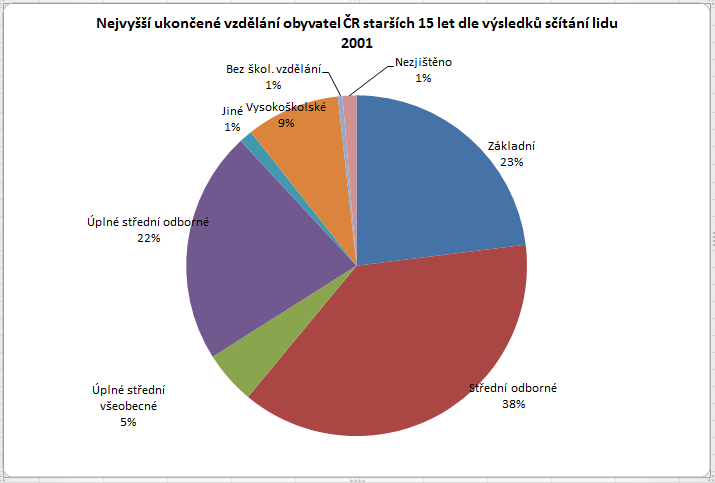 Nejvyšší ukončené vzdělání obyvatel ČR starších 15 let dle výsledků sčítání lidu
2001
Nezjištěno
1%
Bez škol. vzdělání
1%
Vysokoškolské
9%
Jiné
1%
Základní
23%
Úplné střední odborné
22%
Střední odborné
38%
Úplné střední
všeobecné
5%